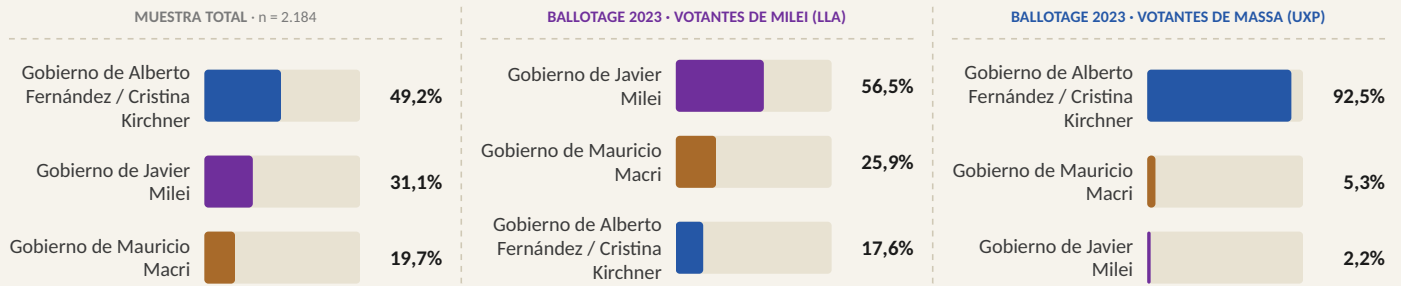 MUESTRA TOTAL · n = 2.184
Gobierno de Alberto
Fernández / Cristina
Kirchner
49,2%
Gobierno de Javier
Milei
31,1%
Gobierno de Mauricio
Macri
19,7%
BALLOTAGE 2023 · VOTANTES DE MILEI (LLA)
Gobierno de Javier
Milei
56,5%
Gobierno de Mauricio
Macri
25,9%
Gobierno de Alberto
Fernández / Cristina
Kirchner
17,6%
BALLOTAGE 2023 · VOTANTES DE MASSA (UXP)
Gobierno de Alberto
Fernández / Cristina
Kirchner
92,5%
Gobierno de Mauricio
Macri
5,3%
Gobierno de Javier
Milei
2,2%